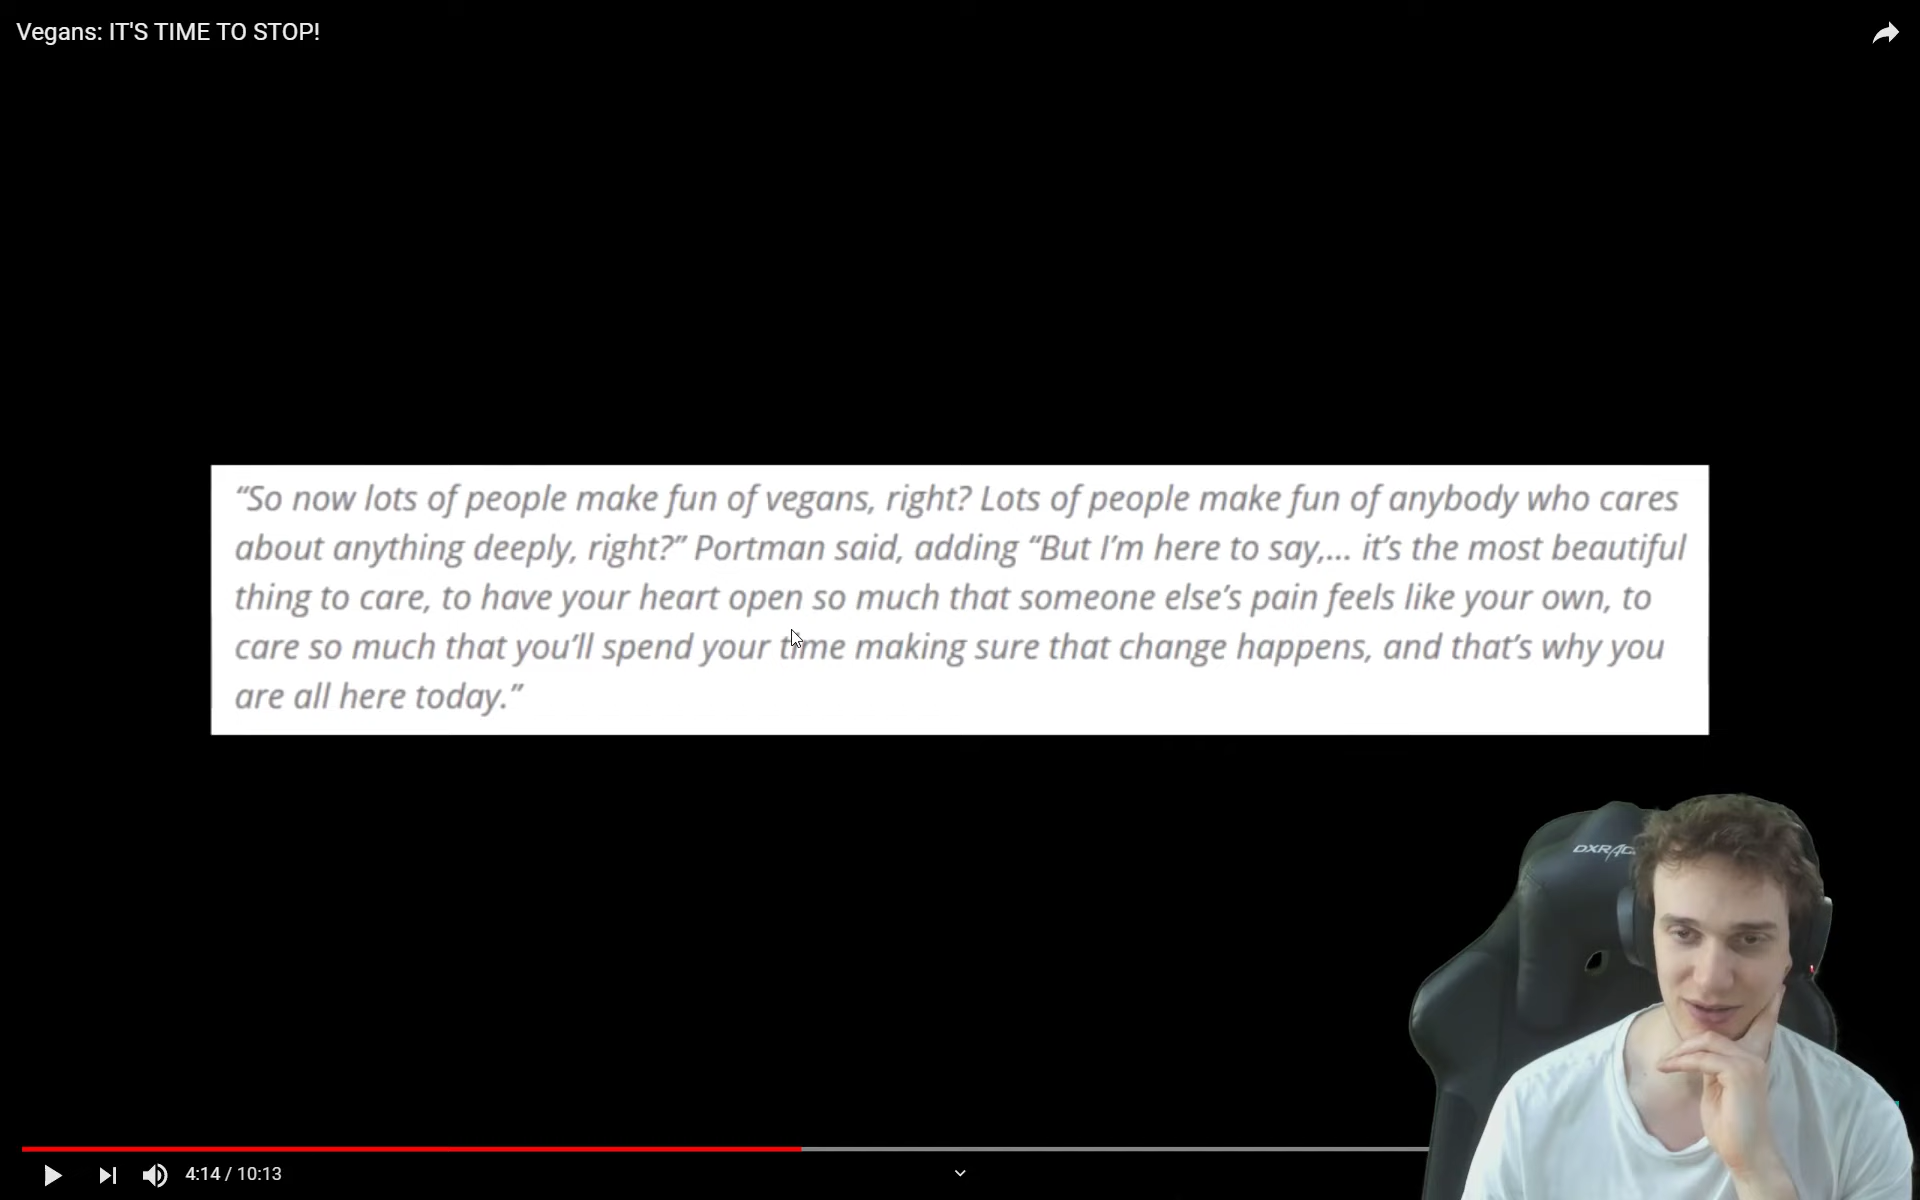 Vegans: IT'S TIME TO STOP!
“So now lots of people make fun of vegans, right? Lots of people make fun of anybody who cares
about anything deeply, right?” Portman said, adding “But I’m here to say,... it’s the most beautiful
thing to care, to have your heart open so much that someone else’s pain feels like your own, to
care so much that you’ll spend your time making sure that change happens, and that’s why you
are all here today.”
DXRAC
4:14 / 10:13